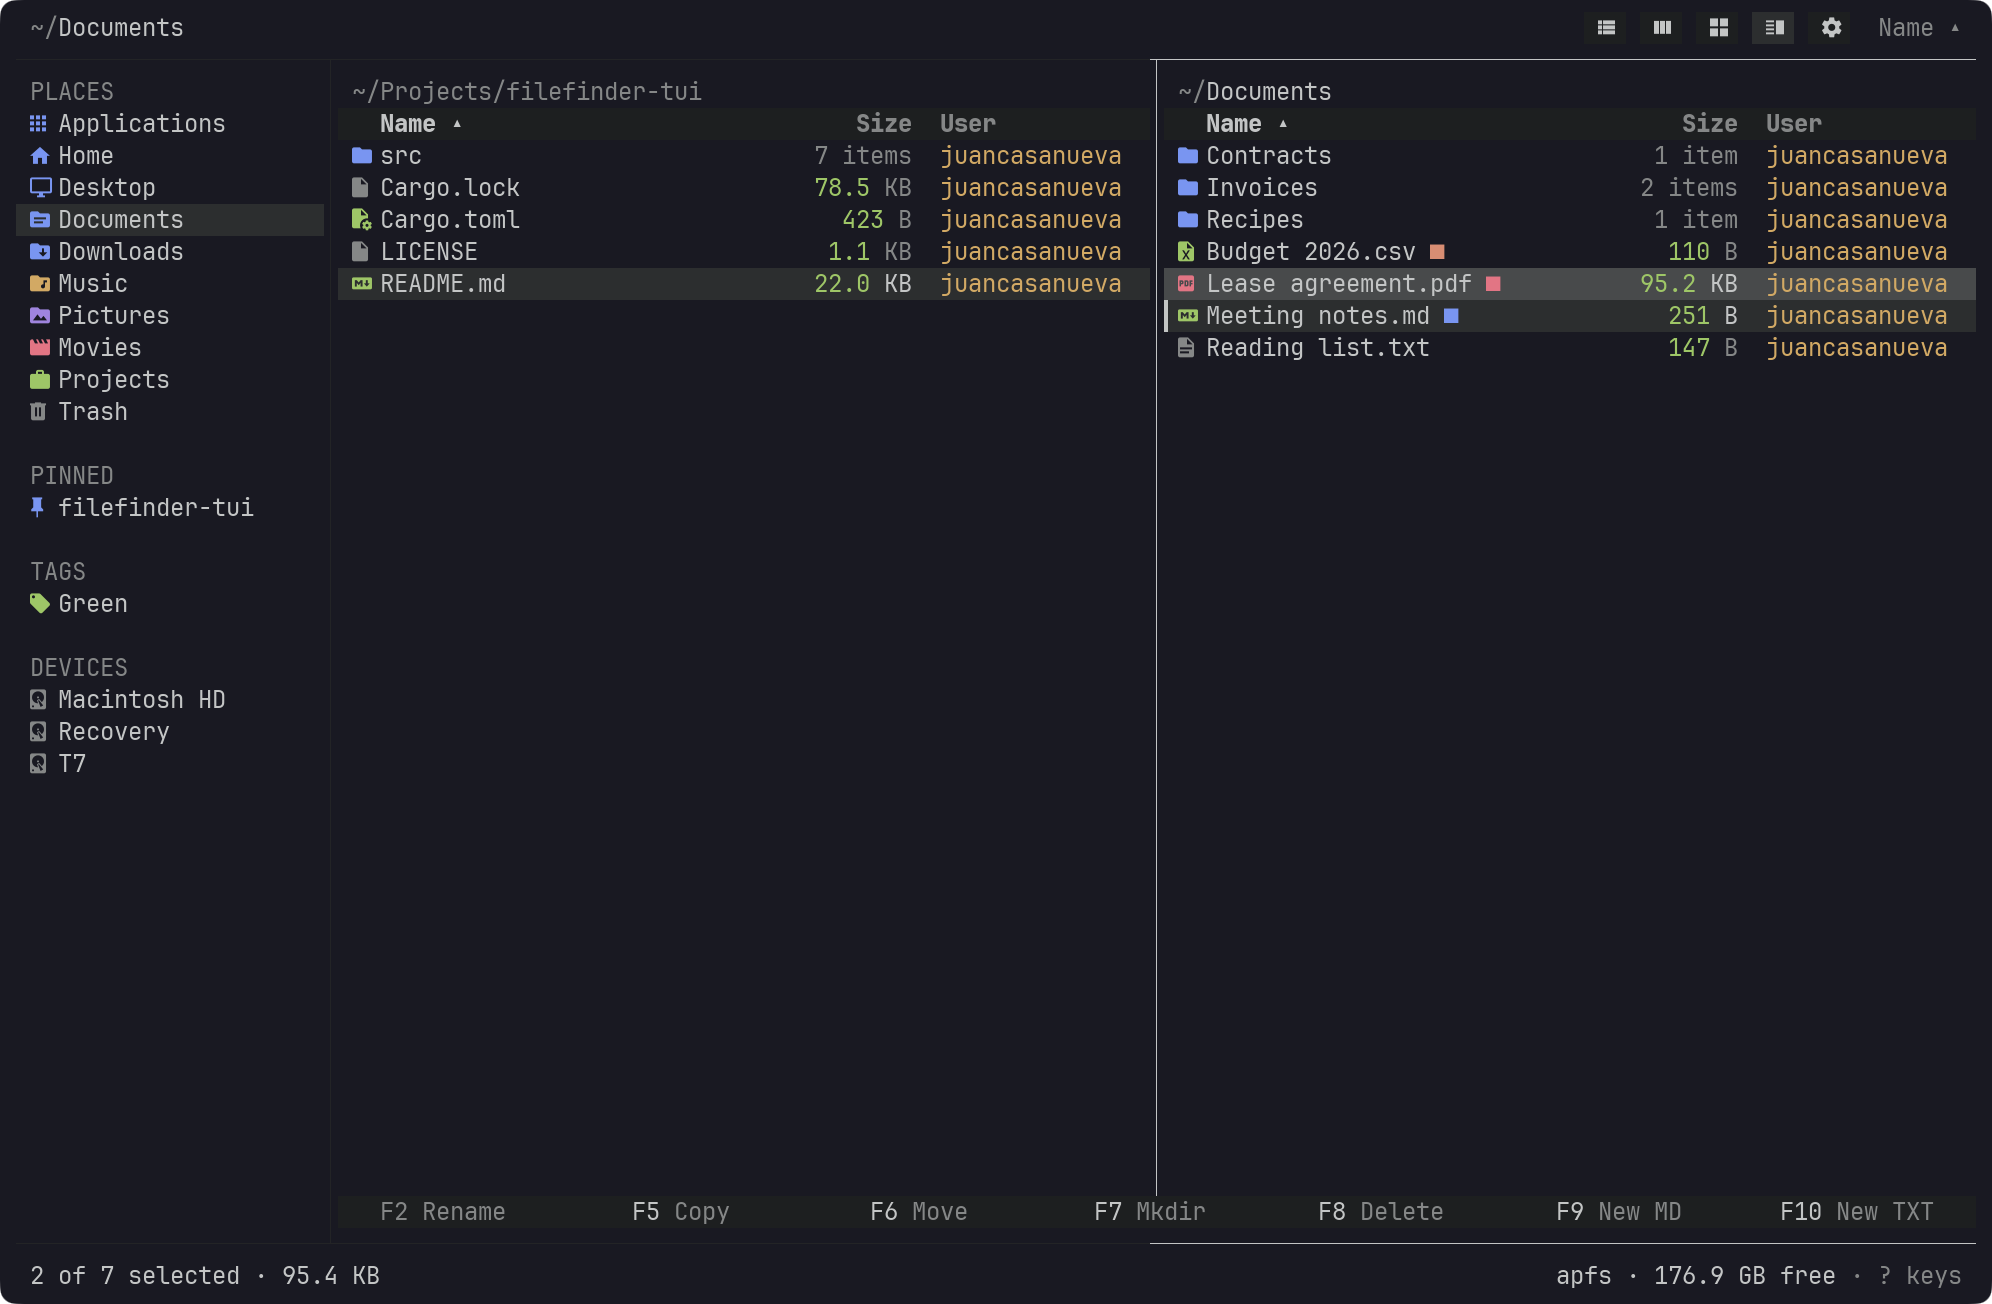 ~/Documents
Name ▲
PLACES
Applications
Home
Desktop
Documents
Downloads
Music
Pictures
Movies
Projects
Trash
PINNED
filefinder-tui
TAGS
Green
DEVICES
Macintosh HD
Recovery
T7
~/Projects/filefinder-tui
Name ▲ Size User
src 7 items juancasanueva
Cargo.lock 78.5 KB juancasanueva
Cargo.toml 423 B juancasanueva
LICENSE 1.1 KB juancasanueva
README.md 22.0 KB juancasanueva
~/Documents
Name ▲ Size User
Contracts 1 item juancasanueva
Invoices 2 items juancasanueva
Recipes 1 item juancasanueva
Budget 2026.csv 110 B juancasanueva
PDF Lease agreement.pdf 95.2 KB juancasanueva
Meeting notes.md 251 B juancasanueva
Reading list.txt 147 B juancasanueva
F2 Rename F5 Copy F6 Move F7 Mkdir F8 Delete F9 New MD F10 New TXT
2 of 7 selected · 95.4 KB
apfs · 176.9 GB free · ? keys